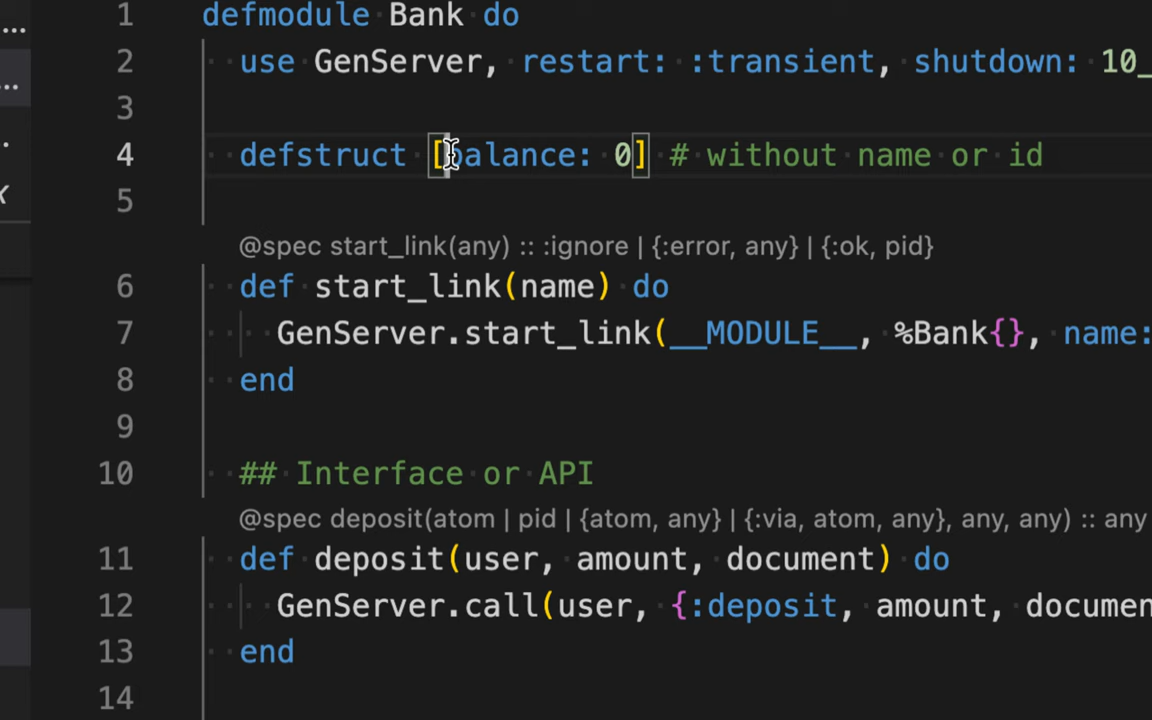 1 defmodule Bank do
2 use GenServer, restart: :transient, shutdown: 10_
3
4 defstruct [balance: 0] # without name or id
5
@spec start_link(any) :: :ignore | {:error, any} | {:ok, pid}
6 def start_link(name) do
7 GenServer.start_link(__MODULE__, %Bank{}, name:
8 end
9
10 ## Interface or API
@spec deposit(atom | pid | {atom, any} | {:via, atom, any}, any, any) :: any
11 def deposit(user, amount, document) do
12 GenServer.call(user, {:deposit, amount, documen
13 end
14